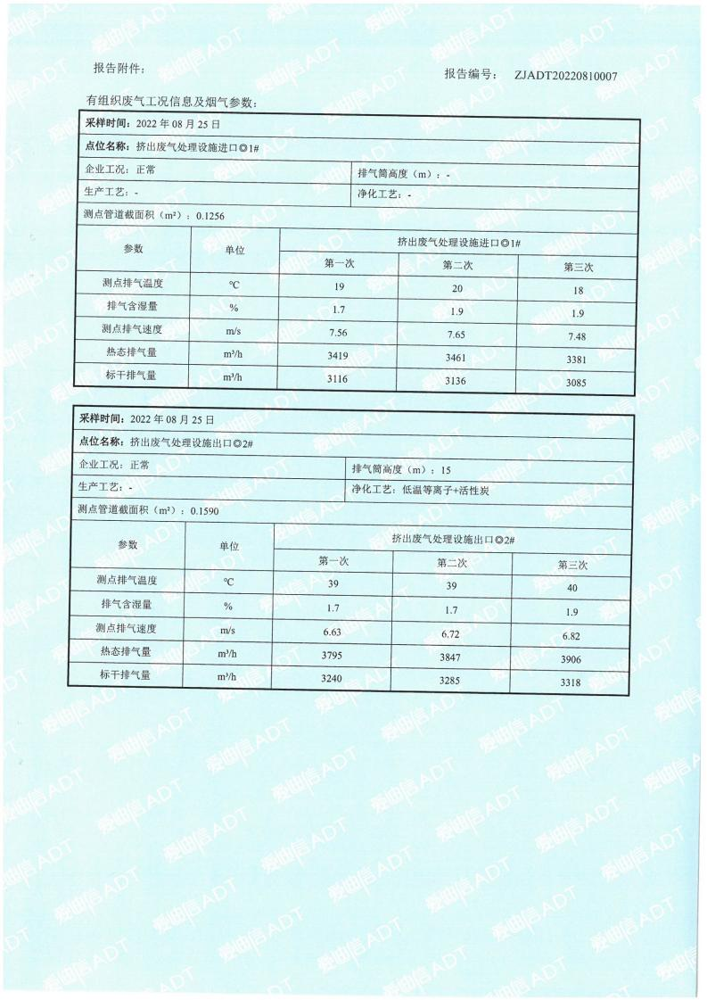 报告附件：
报告编号： ZJADT20220810007
有组织废气工况信息及烟气参数：
采样时间：2022 年 08 月 25 日
点位名称：挤出废气处理设施进口◎1#
企业工况：正常 排气筒高度（m）：-
生产工艺：- 净化工艺：-
测点管道截面积（m²）：0.1256
参数 单位 挤出废气处理设施进口◎1#
第一次 第二次 第三次
测点排气温度 ℃ 19 20 18
排气含湿量 % 1.7 1.9 1.9
测点排气速度 m/s 7.56 7.65 7.48
热态排气量 m³/h 3419 3461 3381
标干排气量 m³/h 3116 3136 3085
采样时间：2022 年 08 月 25 日
点位名称：挤出废气处理设施出口◎2#
企业工况：正常 排气筒高度（m）：15
生产工艺：- 净化工艺：低温等离子+活性炭
测点管道截面积（m²）：0.1590
参数 单位 挤出废气处理设施出口◎2#
第一次 第二次 第三次
测点排气温度 ℃ 39 39 40
排气含湿量 % 1.7 1.7 1.9
测点排气速度 m/s 6.63 6.72 6.82
热态排气量 m³/h 3795 3847 3906
标干排气量 m³/h 3240 3285 3318
爱迪信ADT